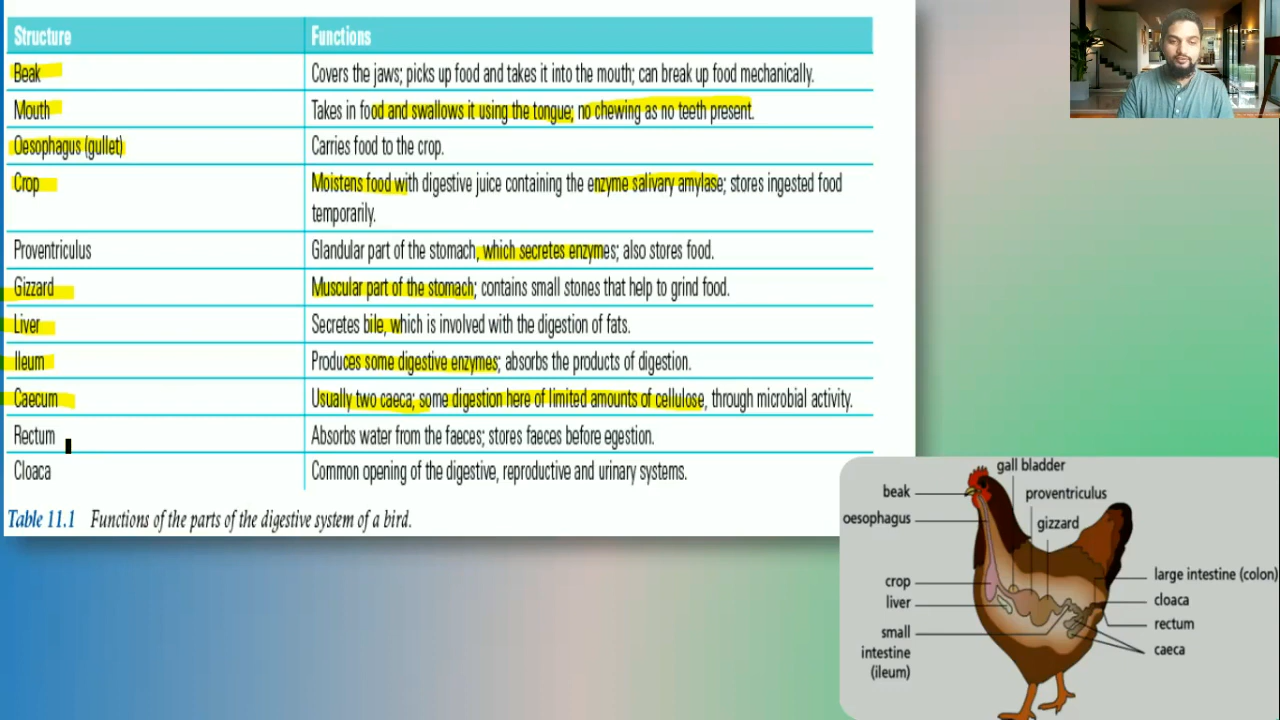 Structure Functions
Beak Covers the jaws; picks up food and takes it into the mouth; can break up food mechanically.
Mouth Takes in food and swallows it using the tongue; no chewing as no teeth present.
Oesophagus (gullet) Carries food to the crop.
Crop Moistens food with digestive juice containing the enzyme salivary amylase; stores ingested food
temporarily.
Proventriculus Glandular part of the stomach, which secretes enzymes; also stores food.
Gizzard Muscular part of the stomach; contains small stones that help to grind food.
Liver Secretes bile, which is involved with the digestion of fats.
Ileum Produces some digestive enzymes; absorbs the products of digestion.
Caecum Usually two caeca; some digestion here of limited amounts of cellulose, through microbial activity.
Rectum Absorbs water from the faeces; stores faeces before egestion.
Cloaca Common opening of the digestive, reproductive and urinary systems.
Table 11.1 Functions of the parts of the digestive system of a bird.
gall bladder
beak
proventriculus
oesophagus
gizzard
crop
large intestine (colon)
liver
cloaca
rectum
small
intestine
(ileum)
caeca